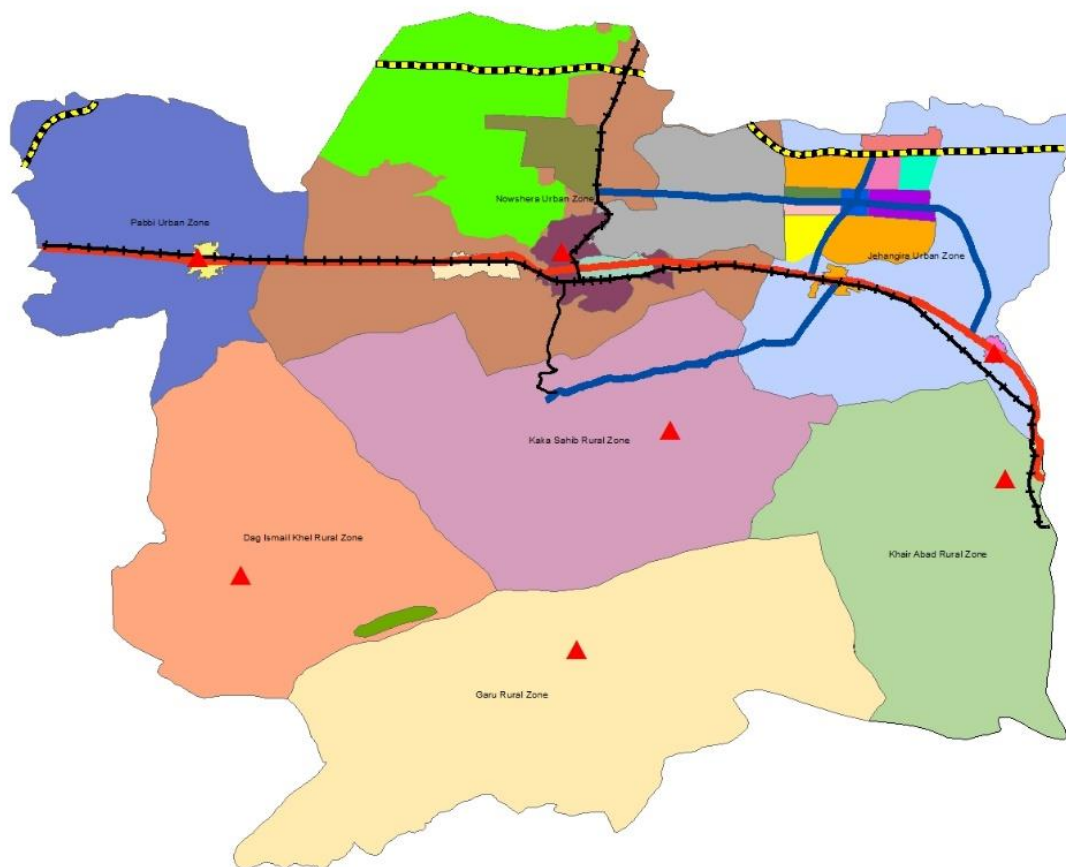 Nowshera Urban Zone
Pabbi Urban Zone
Jehangira Urban Zone
Kaka Sahib Rural Zone
Dag Ismail Khel Rural Zone
Khair Abad Rural Zone
Garu Rural Zone